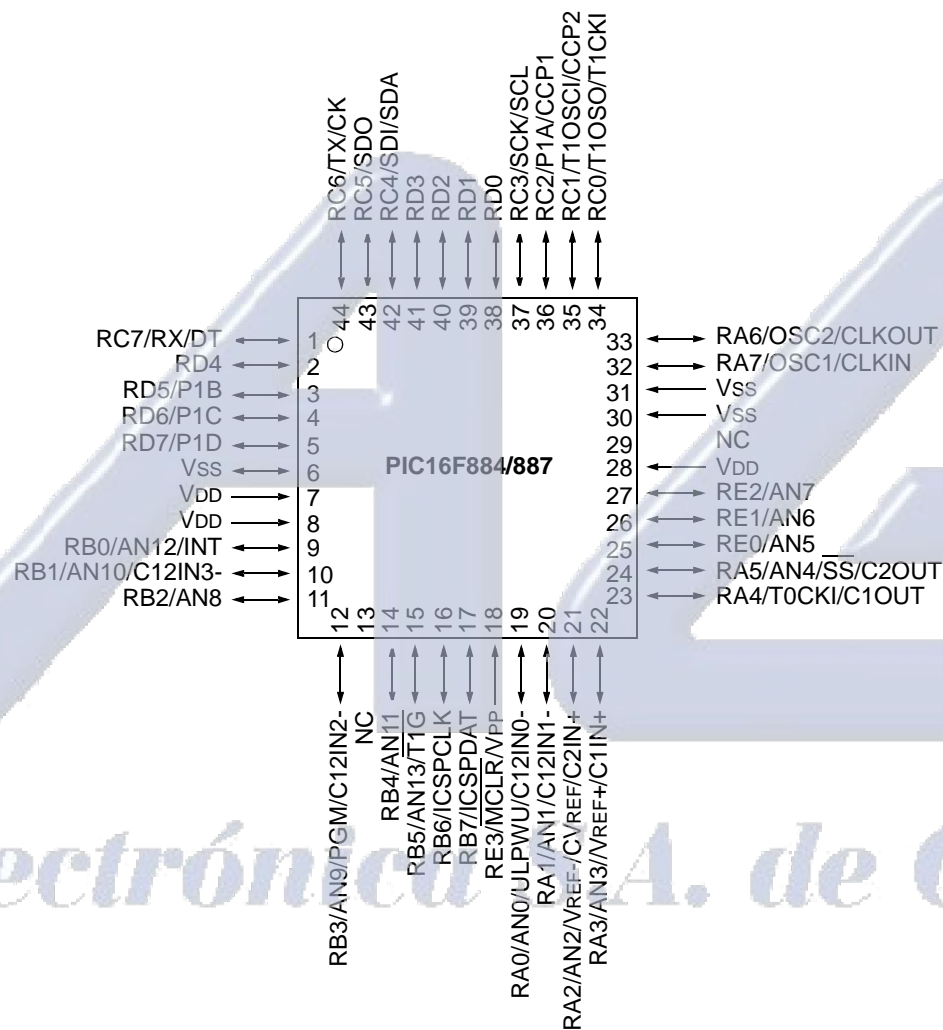 RC6/TX/CK
RC5/SDO
RC4/SDI/SDA
RD3
RD2
RD1
RD0
RC3/SCK/SCL
RC2/P1A/CCP1
RC1/T1OSCI/CCP2
RC0/T1OSO/T1CKI
44
43
42
41
40
39
38
37
36
35
34
RC7/RX/DT 1
RD4 2
RD5/P1B 3
RD6/P1C 4
RD7/P1D 5
VSS 6
VDD 7
VDD 8
RB0/AN12/INT 9
RB1/AN10/C12IN3- 10
RB2/AN8 11
PIC16F884/887
33 RA6/OSC2/CLKOUT
32 RA7/OSC1/CLKIN
31 VSS
30 VSS
29 NC
28 VDD
27 RE2/AN7
26 RE1/AN6
25 RE0/AN5
24 RA5/AN4/SS/C2OUT
23 RA4/T0CKI/C1OUT
12
13
14
15
16
17
18
19
20
21
22
RB3/AN9/PGM/C12IN2-
NC
RB4/AN11
RB5/AN13/T1G
RB6/ICSPCLK
RB7/ICSPDAT
RE3/MCLR/VPP
RA0/AN0/ULPWU/C12IN0-
RA1/AN1/C12IN1-
RA2/AN2/VREF-/CVREF/C2IN+
RA3/AN3//VREF+/C1IN+
ectrónica S.A. de